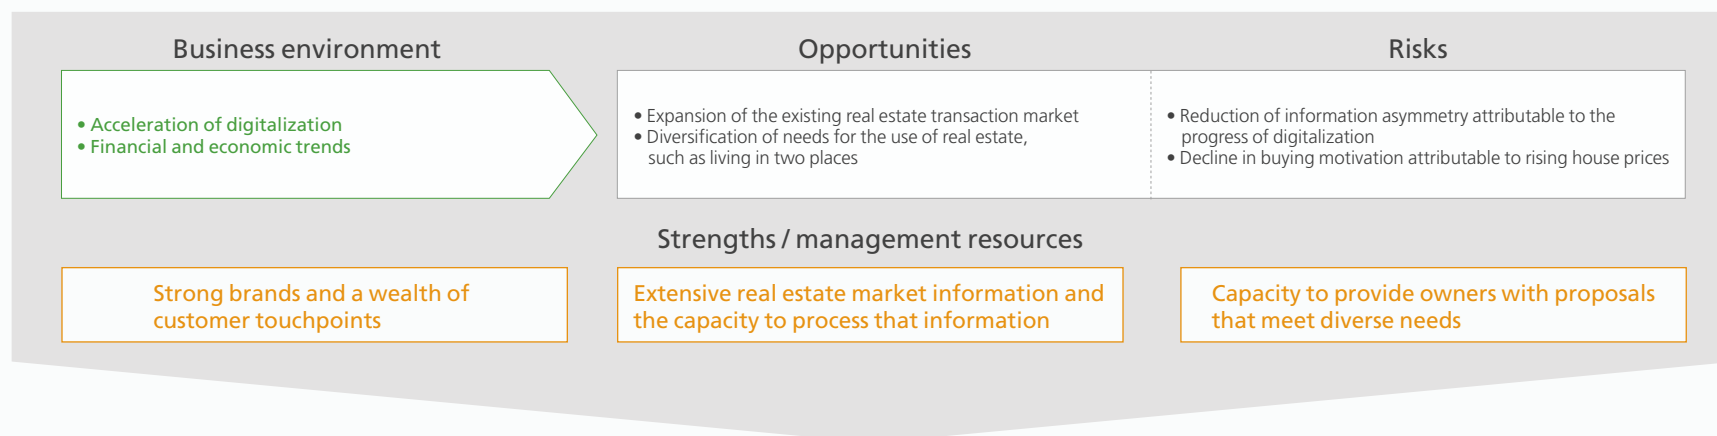 Business environment
• Acceleration of digitalization
• Financial and economic trends
Opportunities
• Expansion of the existing real estate transaction market
• Diversification of needs for the use of real estate,
such as living in two places
Risks
• Reduction of information asymmetry attributable to the
progress of digitalization
• Decline in buying motivation attributable to rising house prices
Strengths / management resources
Strong brands and a wealth of
customer touchpoints
Extensive real estate market information and
the capacity to process that information
Capacity to provide owners with proposals
that meet diverse needs